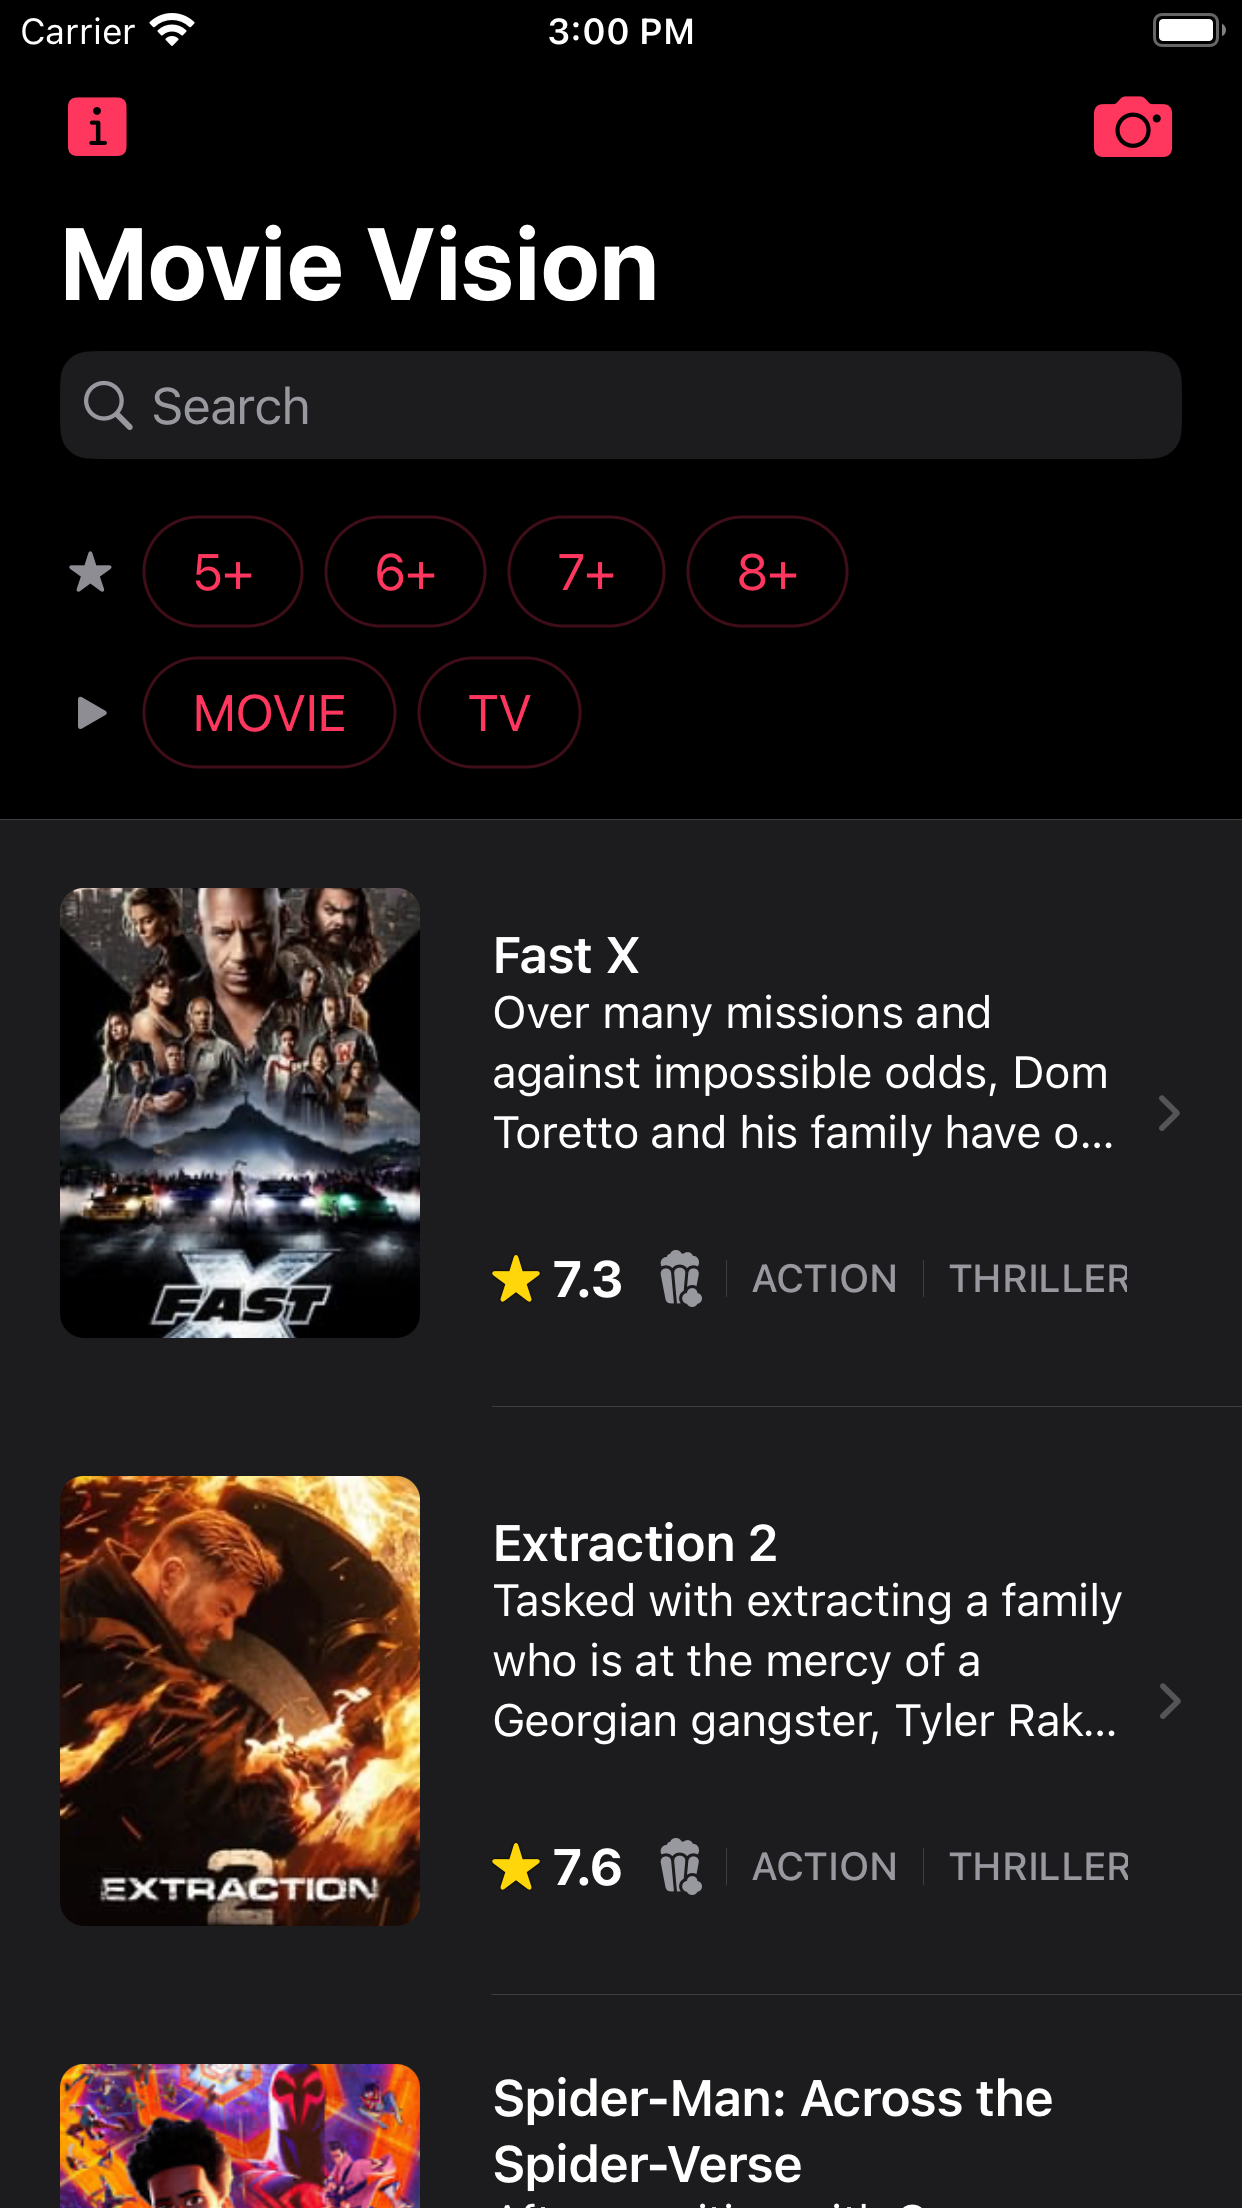 Carrier 3:00 PM
i
Movie Vision
Search
5+ 6+ 7+ 8+
MOVIE TV
Fast X
Over many missions and
against impossible odds, Dom
Toretto and his family have o...
7.3 ACTION THRILLER
FAST X
Extraction 2
Tasked with extracting a family
who is at the mercy of a
Georgian gangster, Tyler Rak...
7.6 ACTION THRILLER
EXTRACTION 2
Spider-Man: Across the
Spider-Verse